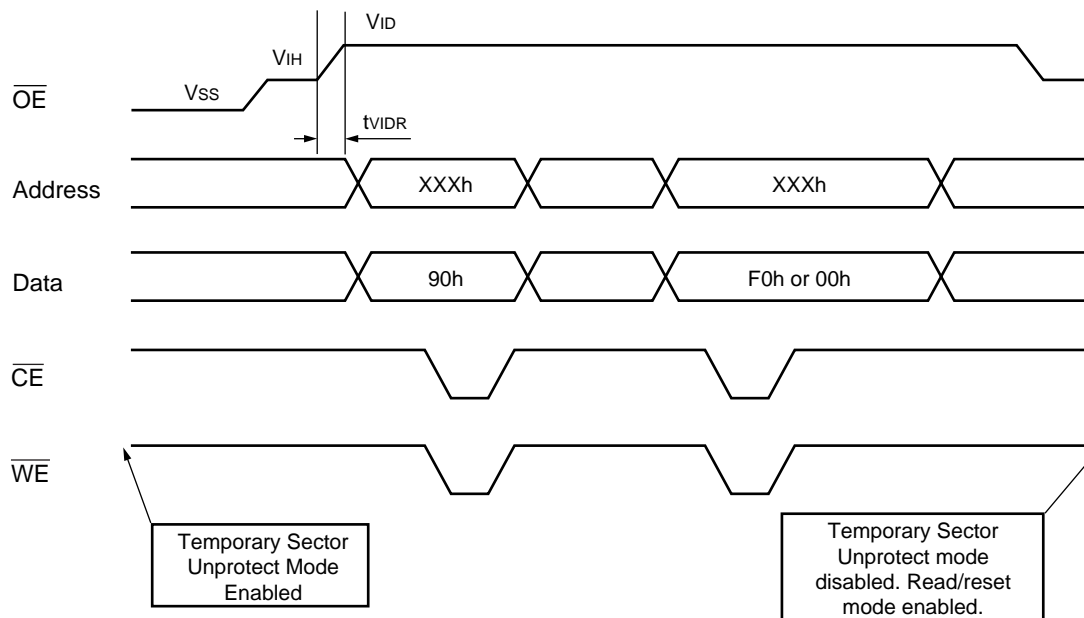 VID
VIH
OE
VSS
tVIDR
Address
XXXh
XXXh
Data
90h
F0h or 00h
CE
WE
Temporary Sector
Unprotect Mode
Enabled
Temporary Sector
Unprotect mode
disabled. Read/reset
mode enabled.